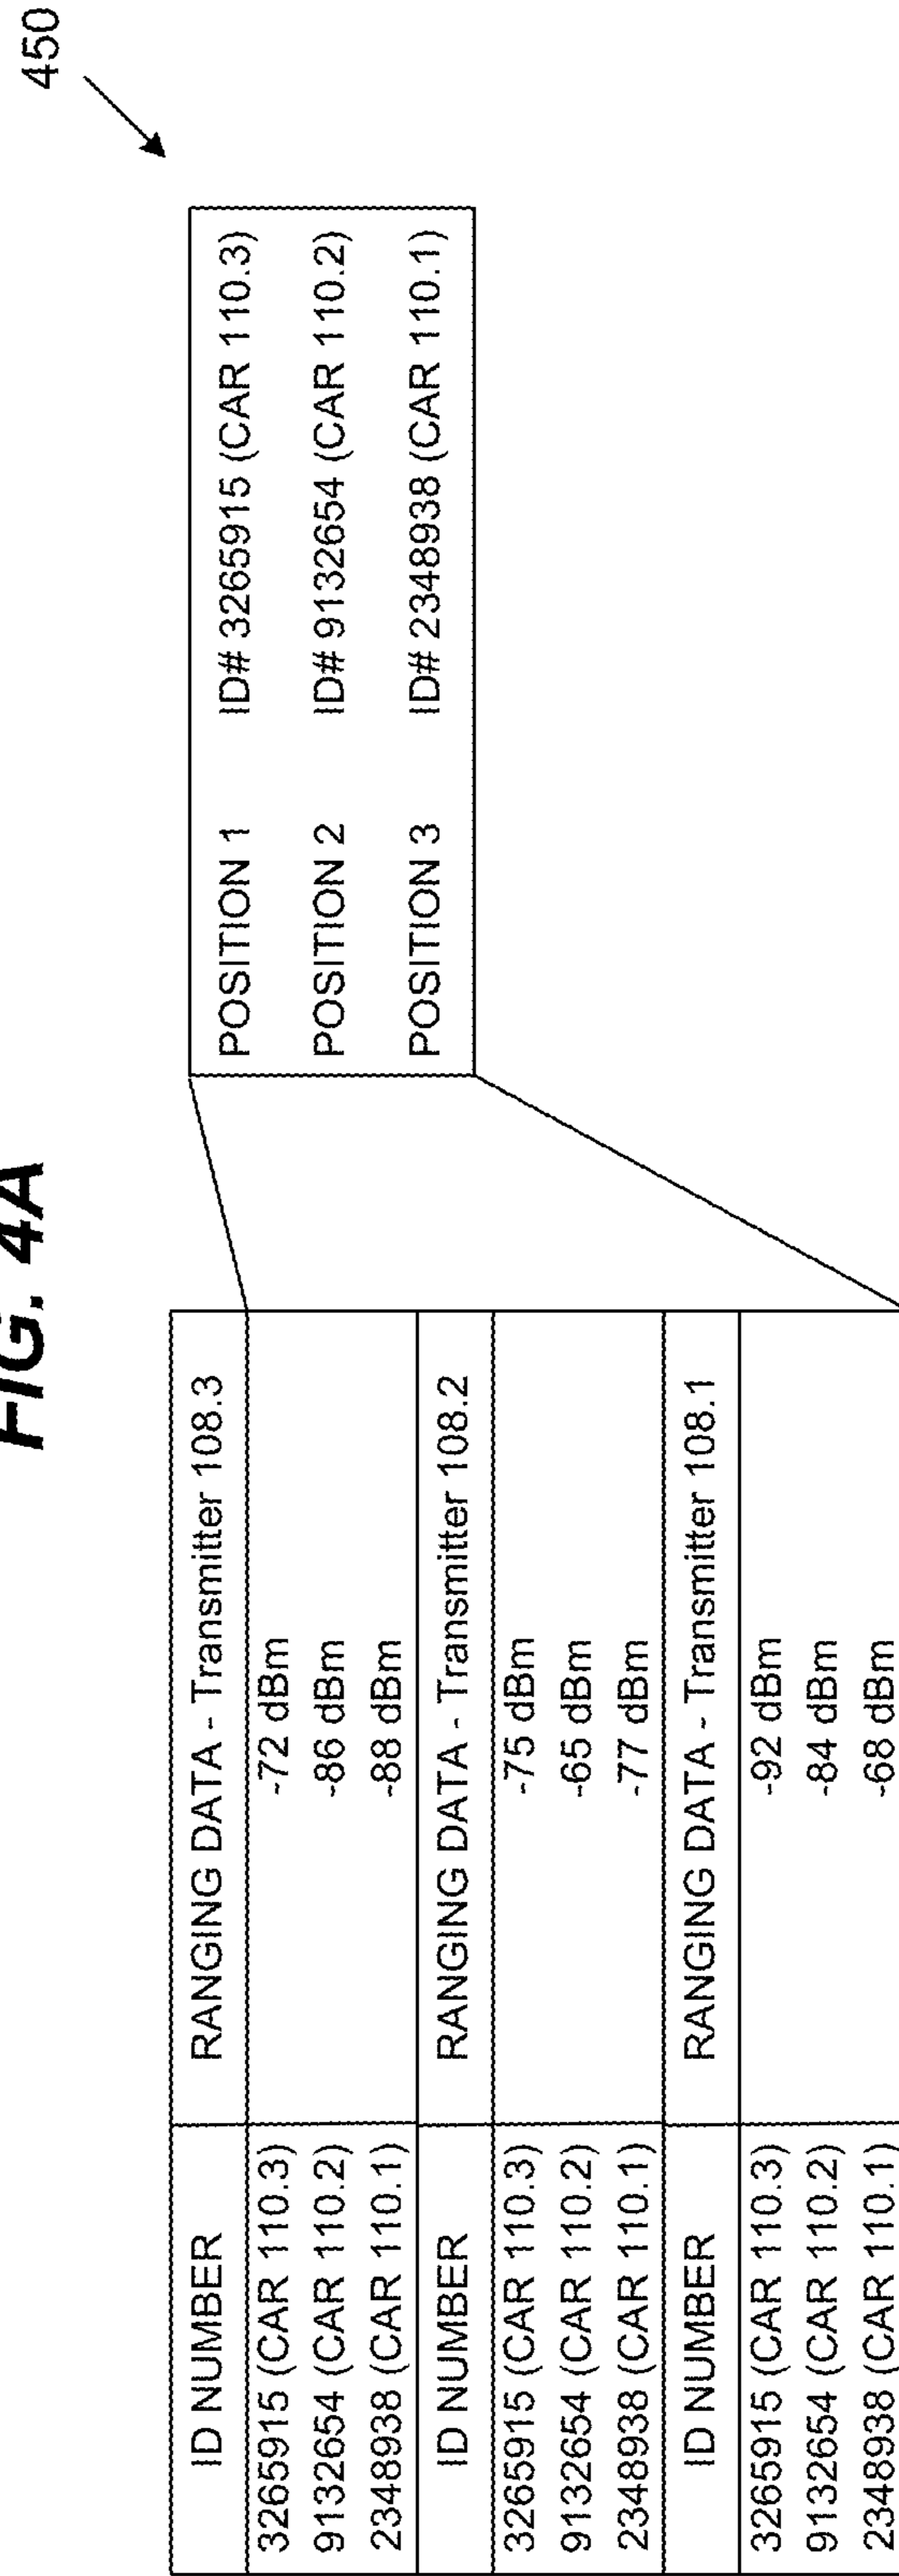 FIG. 4A
450
ID NUMBER RANGING DATA - Transmitter 108.3
3265915 (CAR 110.3) -72 dBm
9132654 (CAR 110.2) -86 dBm
2348938 (CAR 110.1) -88 dBm
ID NUMBER RANGING DATA - Transmitter 108.2
3265915 (CAR 110.3) -75 dBm
9132654 (CAR 110.2) -65 dBm
2348938 (CAR 110.1) -77 dBm
ID NUMBER RANGING DATA - Transmitter 108.1
3265915 (CAR 110.3) -92 dBm
9132654 (CAR 110.2) -84 dBm
2348938 (CAR 110.1) -68 dBm
POSITION 1 ID# 3265915 (CAR 110.3)
POSITION 2 ID# 9132654 (CAR 110.2)
POSITION 3 ID# 2348938 (CAR 110.1)